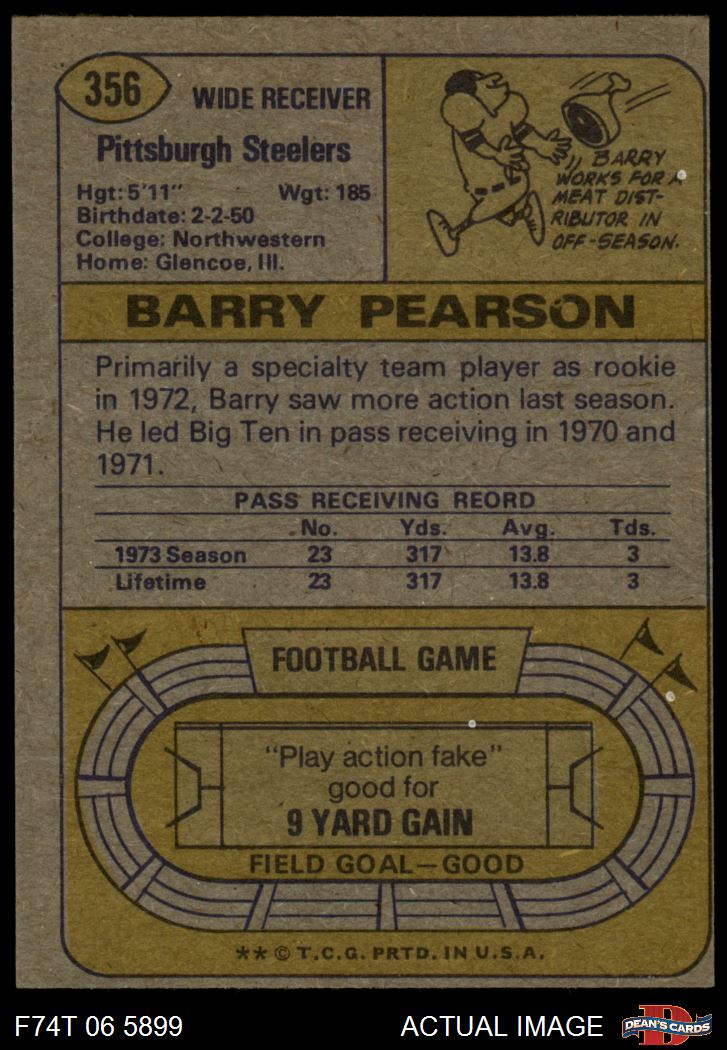 356
WIDE RECEIVER
Pittsburgh Steelers
Hgt: 5'11" Wgt: 185
Birthdate: 2-2-50
College: Northwestern
Home: Glencoe, Ill.
BARRY
WORKS FOR A
MEAT DIST-
RIBUTOR IN
OFF-SEASON.
BARRY PEARSON
Primarily a specialty team player as rookie
in 1972, Barry saw more action last season.
He led Big Ten in pass receiving in 1970 and
1971.
PASS RECEIVING REORD
No. Yds. Avg. Tds.
1973 Season 23 317 13.8 3
Lifetime 23 317 13.8 3
FOOTBALL GAME
"Play action fake"
good for
9 YARD GAIN
FIELD GOAL—GOOD
** © T.C.G. PRTD. IN U.S.A.
F74T 06 5899 ACTUAL IMAGE
D
DEAN'S CARDS